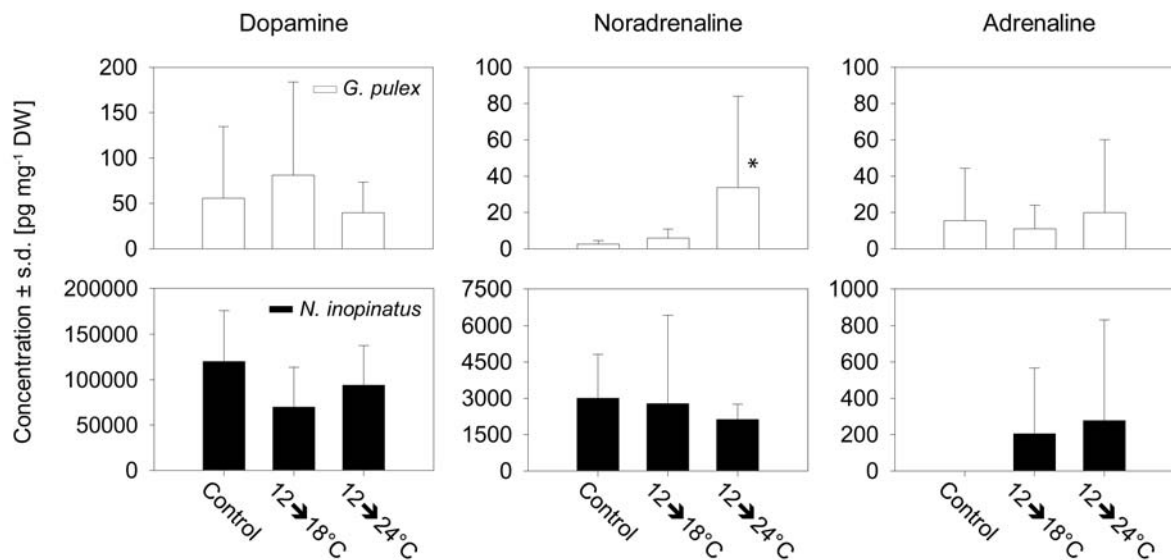 Dopamine
Noradrenaline
Adrenaline
Concentration ± s.d. [pg mg⁻¹ DW]
200
150
100
50
0
G. pulex
100
80
60
40
20
0
*
100
80
60
40
20
0
200000
150000
100000
50000
0
N. inopinatus
7500
6000
4500
3000
1500
0
1000
800
600
400
200
0
Control
12➔18°C
12➔24°C
Control
12➔18°C
12➔24°C
Control
12➔18°C
12➔24°C